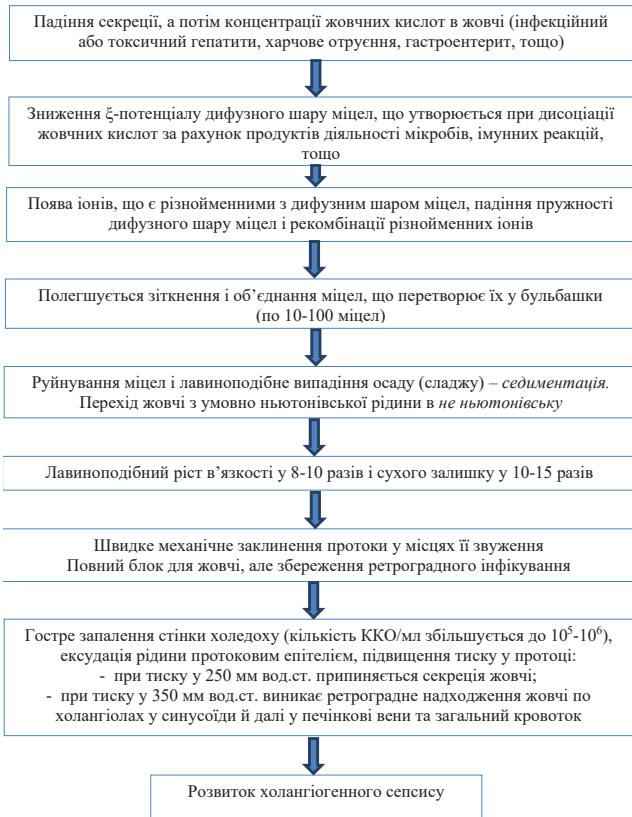 Падіння секреції, а потім концентрації жовчних кислот в жовчі (інфекційний
або токсичний гепатити, харчове отруєння, гастроентерит, тощо)
Зниження ξ-потенціалу дифузного шару міцел, що утворюється при дисоціації
жовчних кислот за рахунок продуктів діяльності мікробів, імунних реакцій,
тощо
Поява іонів, що є різнойменними з дифузним шаром міцел, падіння пружності
дифузного шару міцел і рекомбінації різнойменних іонів
Полегшується зіткнення і об’єднання міцел, що перетворює їх у бульбашки
(по 10-100 міцел)
Руйнування міцел і лавиноподібне випадіння осаду (сладжу) – седиментація.
Перехід жовчі з умовно ньютонівської рідини в не ньютонівську
Лавиноподібний ріст в’язкості у 8-10 разів і сухого залишку у 10-15 разів
Швидке механічне заклинення протоки у місцях її звуження
Повний блок для жовчі, але збереження ретроградного інфікування
Гостре запалення стінки холедоху (кількість ККО/мл збільшується до 10⁵-10⁶),
ексудація рідини протоковим епітелієм, підвищення тиску у протоці:
- при тиску у 250 мм вод.ст. припиняється секреція жовчі;
- при тиску у 350 мм вод.ст. виникає ретроградне надходження жовчі по
холангіолах у синусоїди й далі у печінкові вени та загальний кровоток
Розвиток холангіогенного сепсису